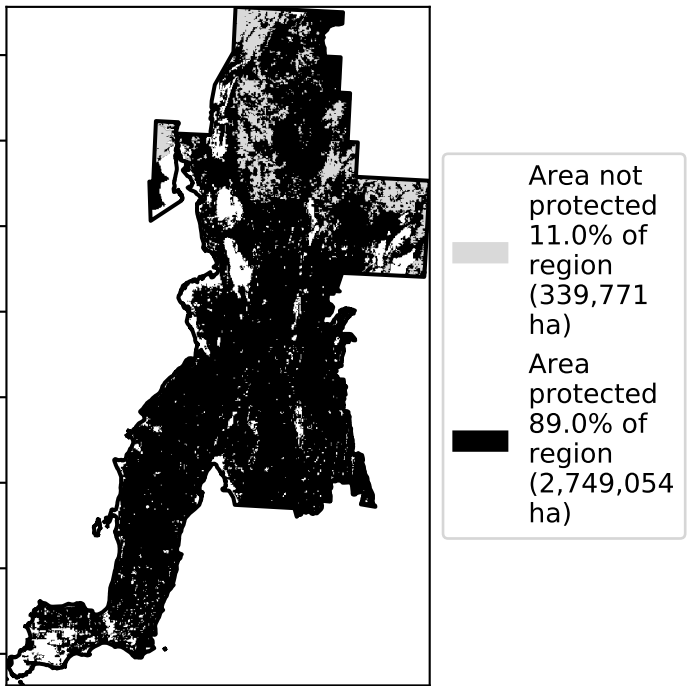 Area not
protected
11.0% of
region
(339,771
ha)
Area
protected
89.0% of
region
(2,749,054
ha)